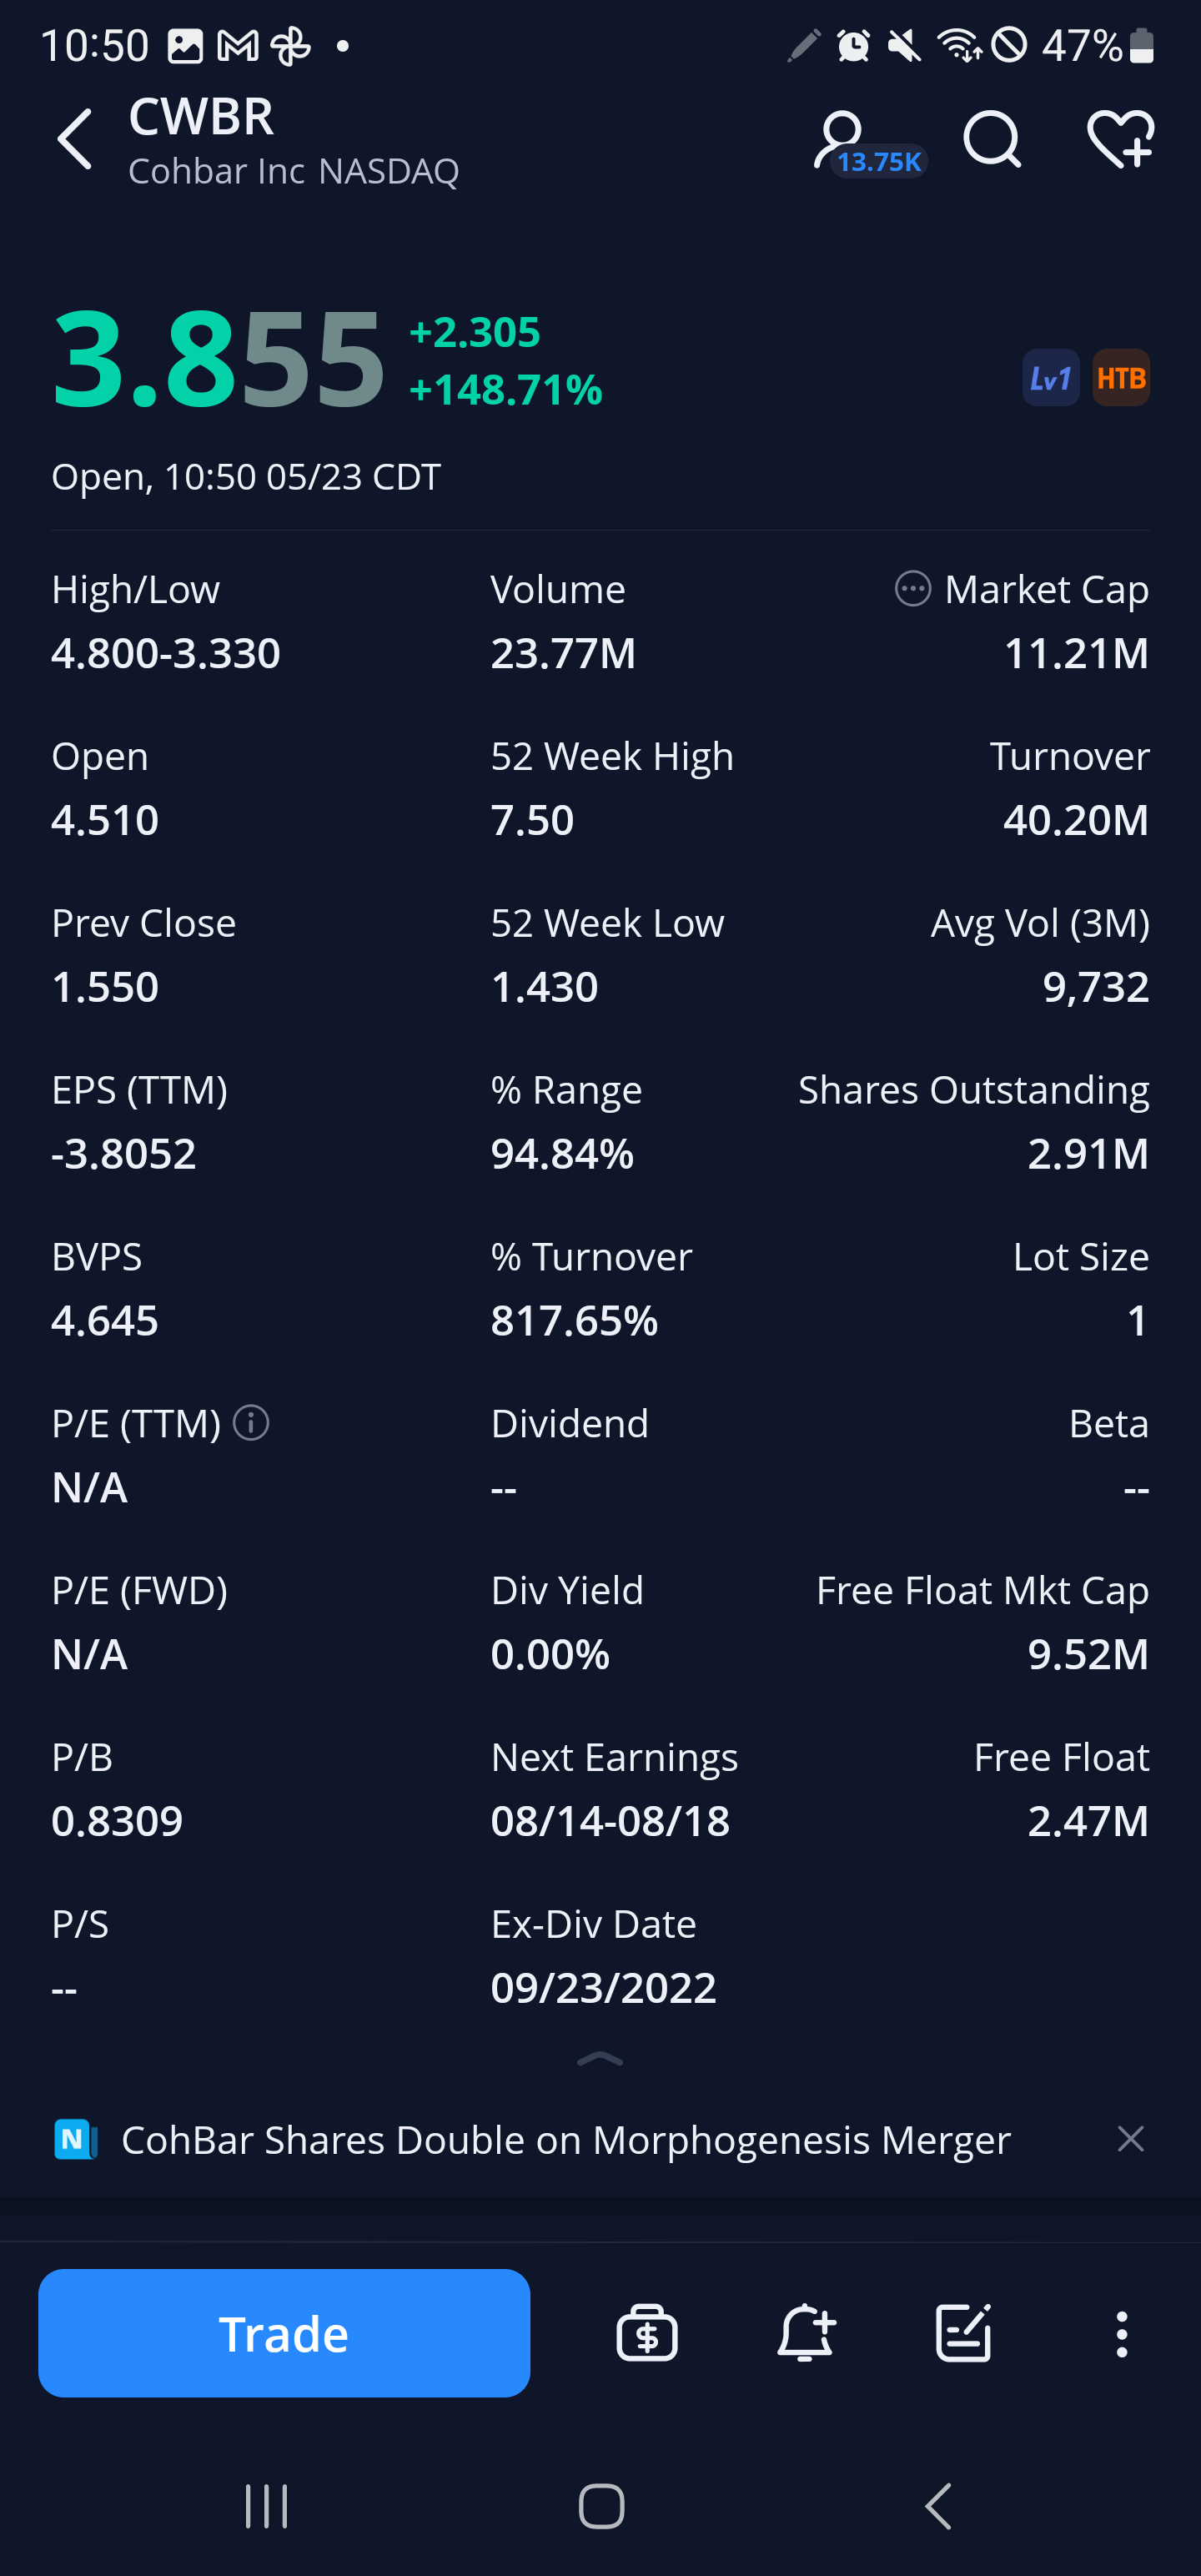 10:50 47%
CWBR
Cohbar Inc NASDAQ
13.75K
3.855
+2.305
+148.71%
Lv1 HTB
Open, 10:50 05/23 CDT
High/Low Volume Market Cap
4.800-3.330 23.77M 11.21M
Open 52 Week High Turnover
4.510 7.50 40.20M
Prev Close 52 Week Low Avg Vol (3M)
1.550 1.430 9,732
EPS (TTM) % Range Shares Outstanding
-3.8052 94.84% 2.91M
BVPS % Turnover Lot Size
4.645 817.65% 1
P/E (TTM) Dividend Beta
N/A -- --
P/E (FWD) Div Yield Free Float Mkt Cap
N/A 0.00% 9.52M
P/B Next Earnings Free Float
0.8309 08/14-08/18 2.47M
P/S Ex-Div Date
-- 09/23/2022
N CohBar Shares Double on Morphogenesis Merger
Trade